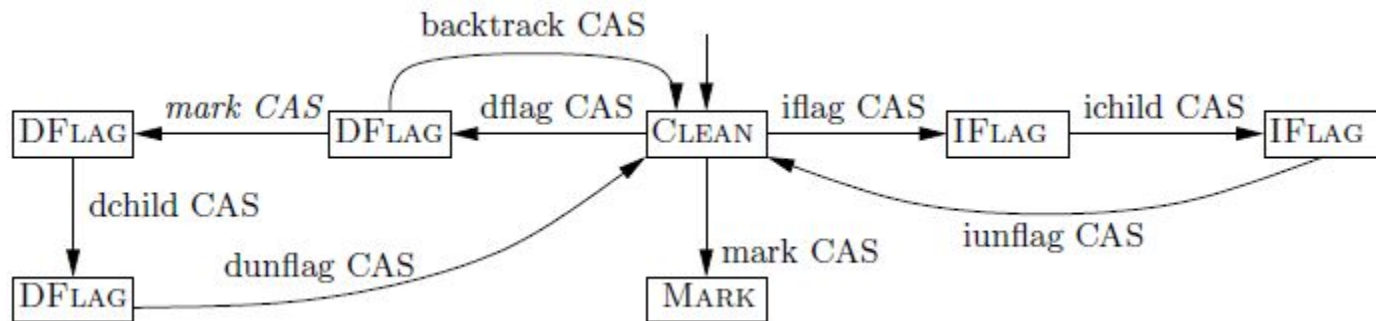 backtrack CAS
mark CAS
dflag CAS
iflag CAS
ichild CAS
DFLAG
DFLAG
CLEAN
IFLAG
IFLAG
dchild CAS
dunflag CAS
mark CAS
iunflag CAS
DFLAG
MARK